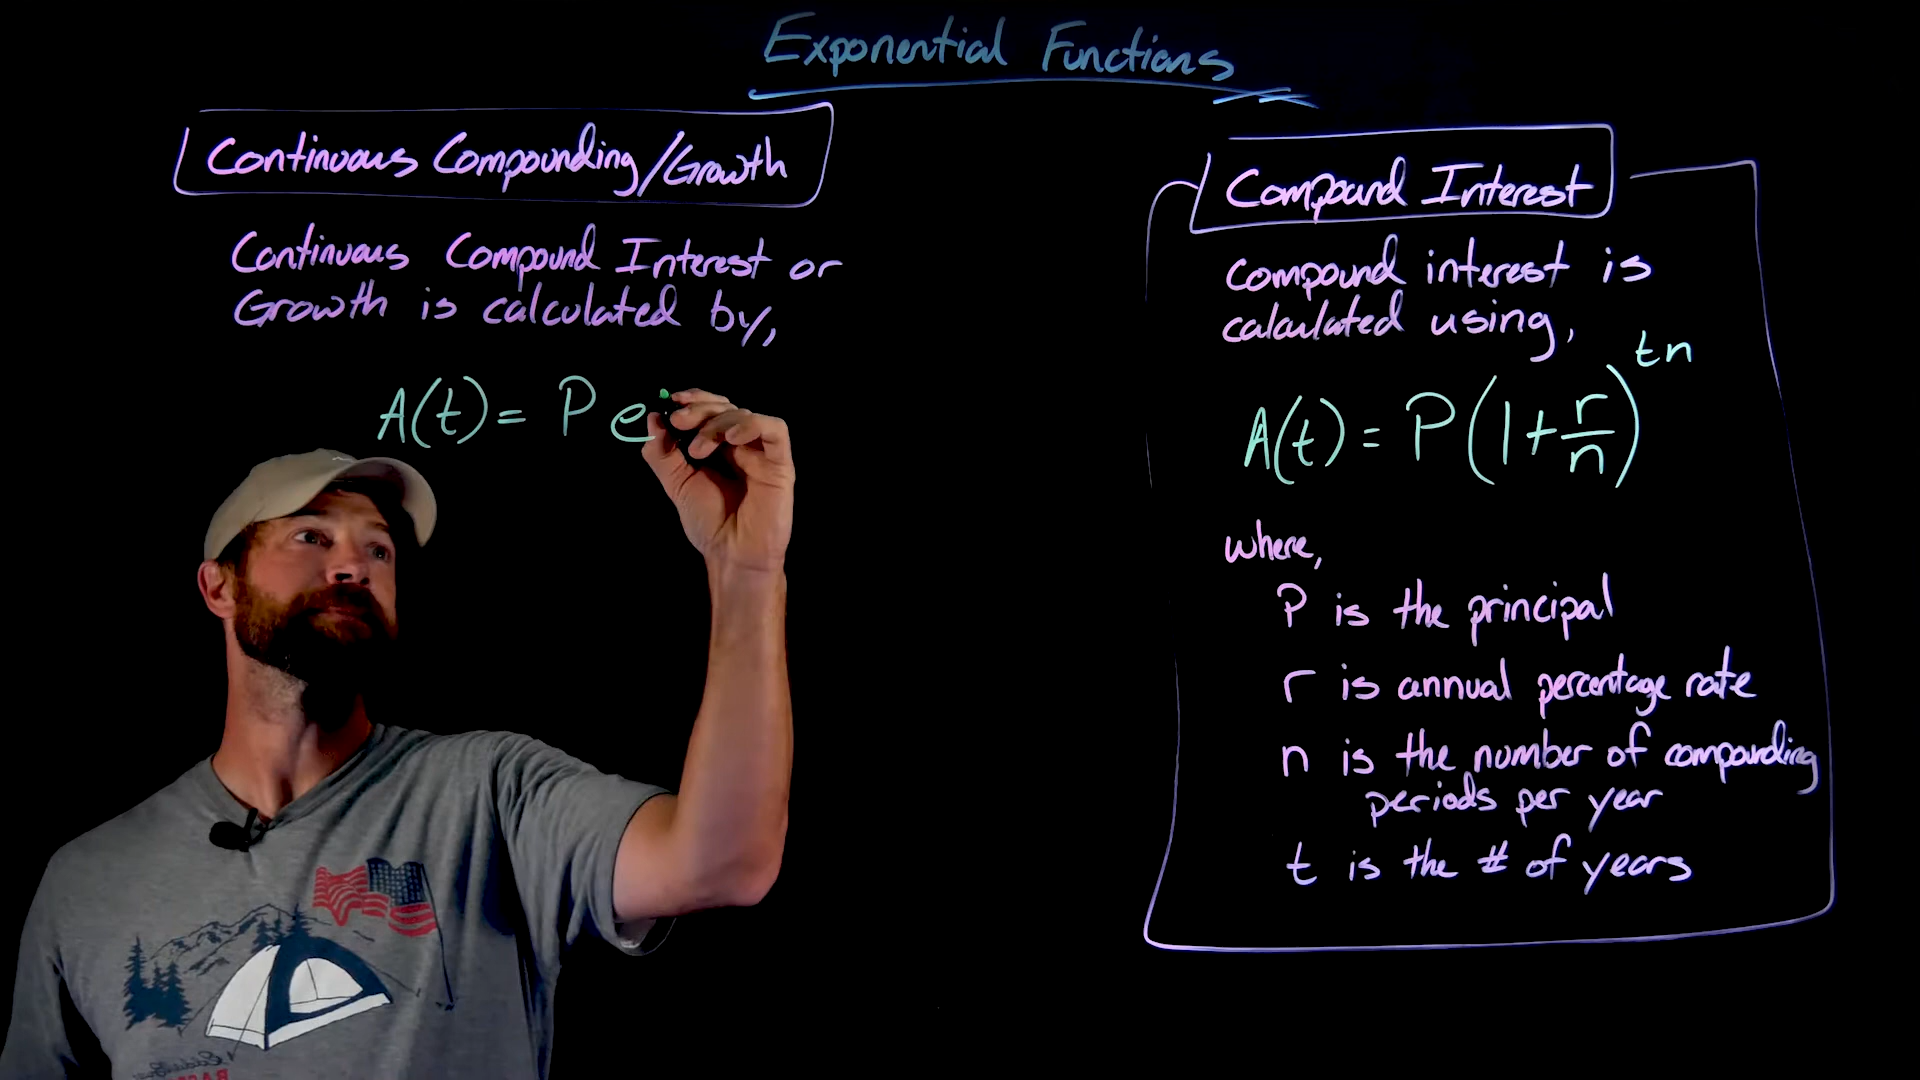 Exponential Functions
Continuous Compounding/Growth
Continuous Compound Interest or
Growth is calculated by,
A(t) = P e
Compound Interest
compound interest is
calculated using,
A(t) = P(1 + r/n)^tn
where,
P is the principal
r is annual percentage rate
n is the number of compounding
periods per year
t is the # of years